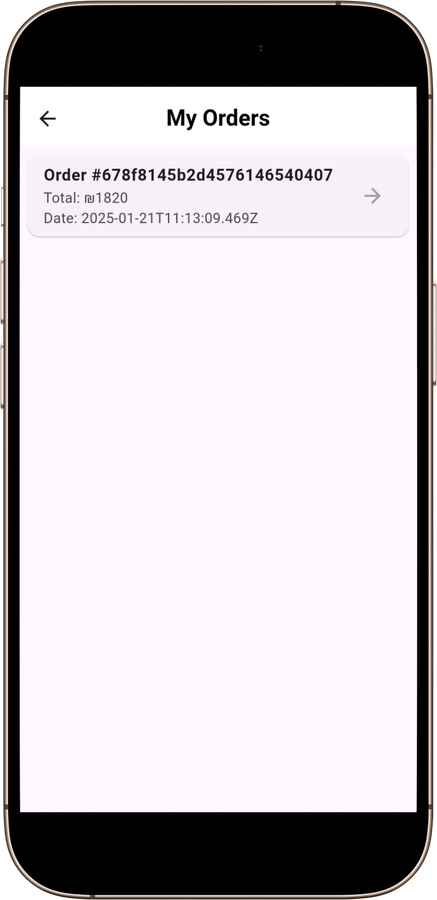 My Orders
Order #678f8145b2d4576146540407
Total: ₪1820
Date: 2025-01-21T11:13:09.469Z